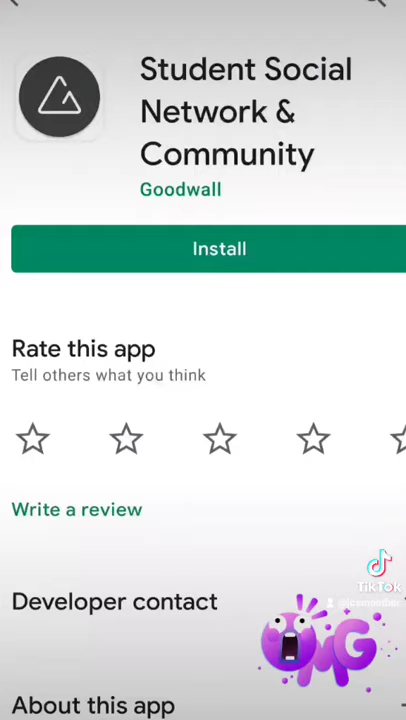 Student Social
Network &
Community
Goodwall
Install
Rate this app
Tell others what you think
Write a review
TikTok
Developer contact
OMG
About this app